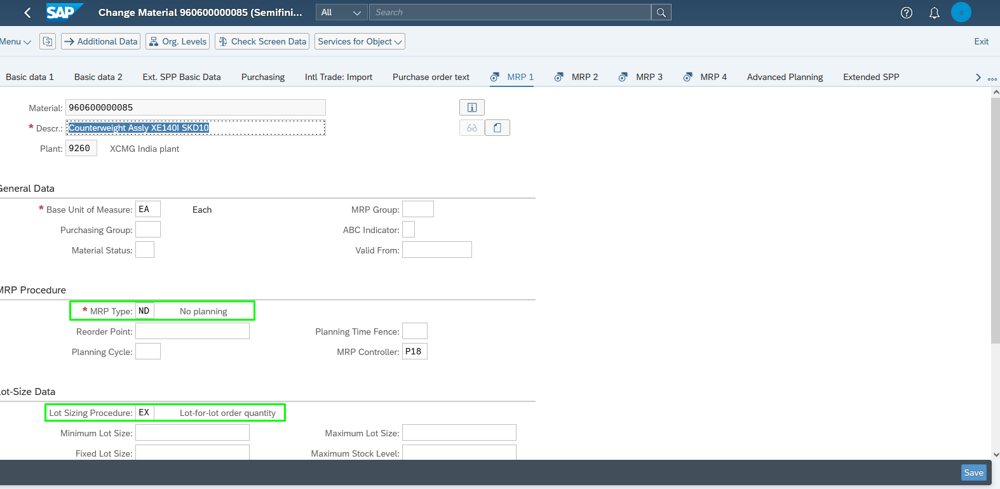 SAP Change Material 960600000085 (Semifini... All Search a
Menu Additional Data Org. Levels Check Screen Data Services for Object Exit
Basic data 1 Basic data 2 Ext. SPP Basic Data Purchasing Intl Trade: Import Purchase order text MRP 1 MRP 2 MRP 3 MRP 4 Advanced Planning Extended SPP
Material: 960600000085
* Descr.: Counterweight Assly XE140I SKD10
Plant: 9260 XCMG India plant
General Data
* Base Unit of Measure: EA Each MRP Group:
Purchasing Group: ABC Indicator:
Material Status: Valid From:
MRP Procedure
* MRP Type: ND No planning
Reorder Point: Planning Time Fence:
Planning Cycle: MRP Controller: P18
Lot-Size Data
Lot Sizing Procedure: EX Lot-for-lot order quantity
Minimum Lot Size: Maximum Lot Size:
Fixed Lot Size: Maximum Stock Level:
Save